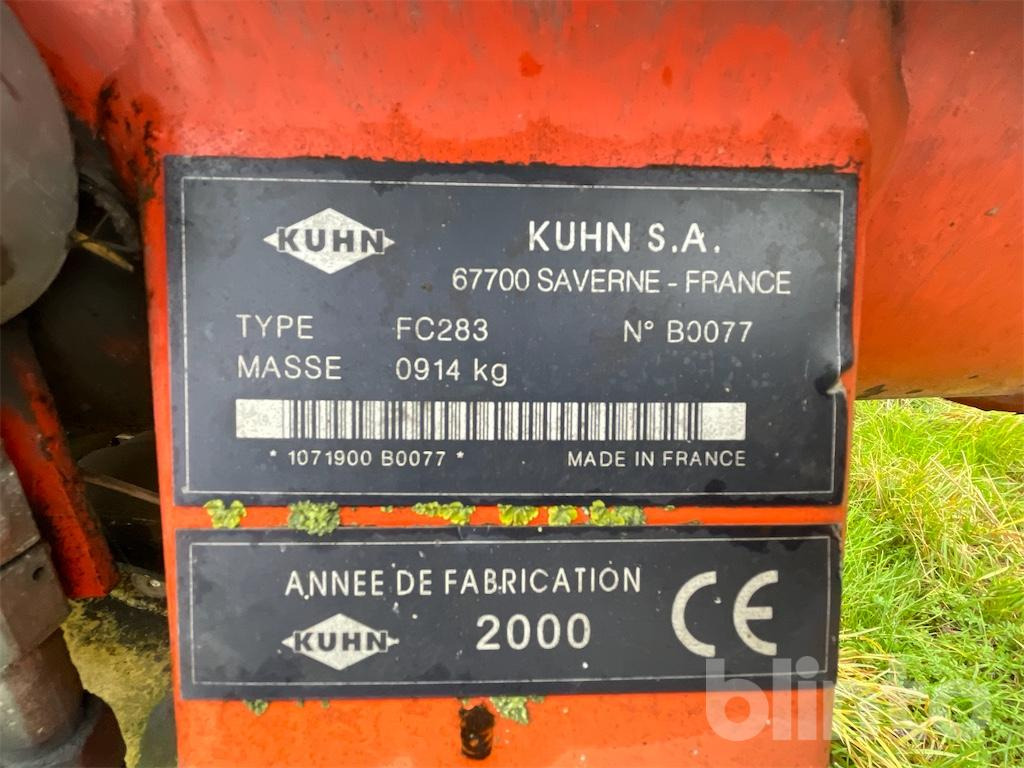 KUHN
KUHN S.A.
67700 SAVERNE - FRANCE
TYPE FC283 N° B0077
MASSE 0914 kg
* 1071900 B0077 * MADE IN FRANCE
ANNEE DE FABRICATION
KUHN 2000 CE
blinto